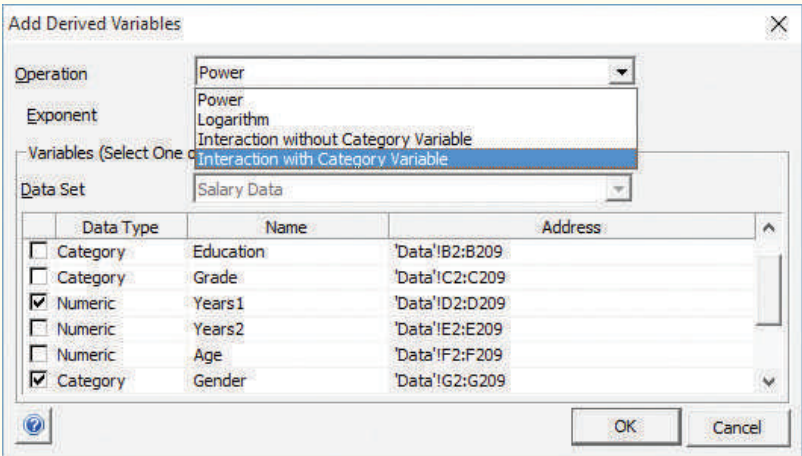 Add Derived Variables
Operation Power
Power
Exponent
Logarithm
Interaction without Category Variable
Variables (Select One o
Interaction with Category Variable
Data Set Salary Data
Data Type Name Address
Category Education 'Data'!B2:B209
Category Grade 'Data'!C2:C209
Numeric Years1 'Data'!D2:D209
Numeric Years2 'Data'!E2:E209
Numeric Age 'Data'!F2:F209
Category Gender 'Data'!G2:G209
? OK Cancel